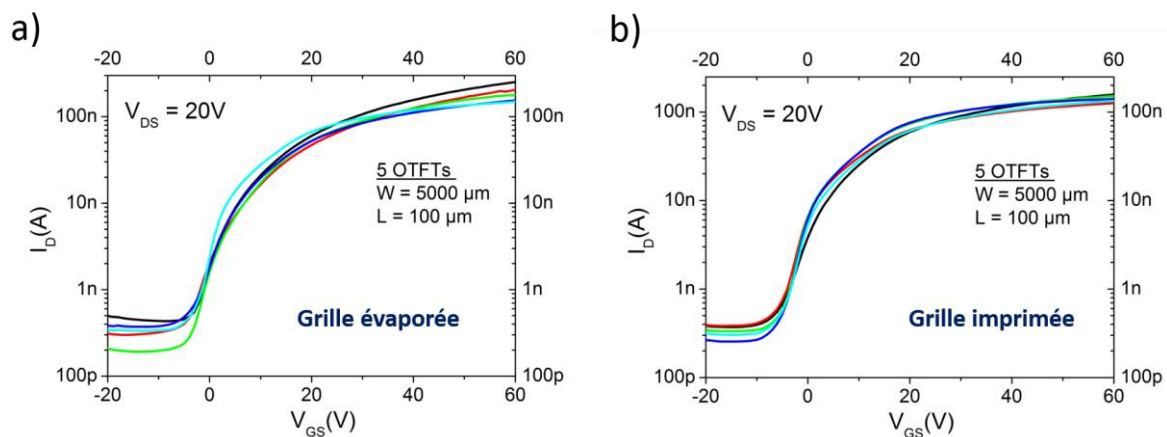 a)
-20 0 20 40 60
V_DS = 20V
100n 100n
5 OTFTs
W = 5000 µm
L = 100 µm
10n 10n
I_D(A)
1n 1n
Grille évaporée
100p 100p
-20 0 20 40 60
V_GS(V)
b)
-20 0 20 40 60
V_DS = 20V
100n 100n
5 OTFTs
W = 5000 µm
L = 100 µm
10n 10n
I_D(A)
1n 1n
Grille imprimée
100p 100p
-20 0 20 40 60
V_GS(V)